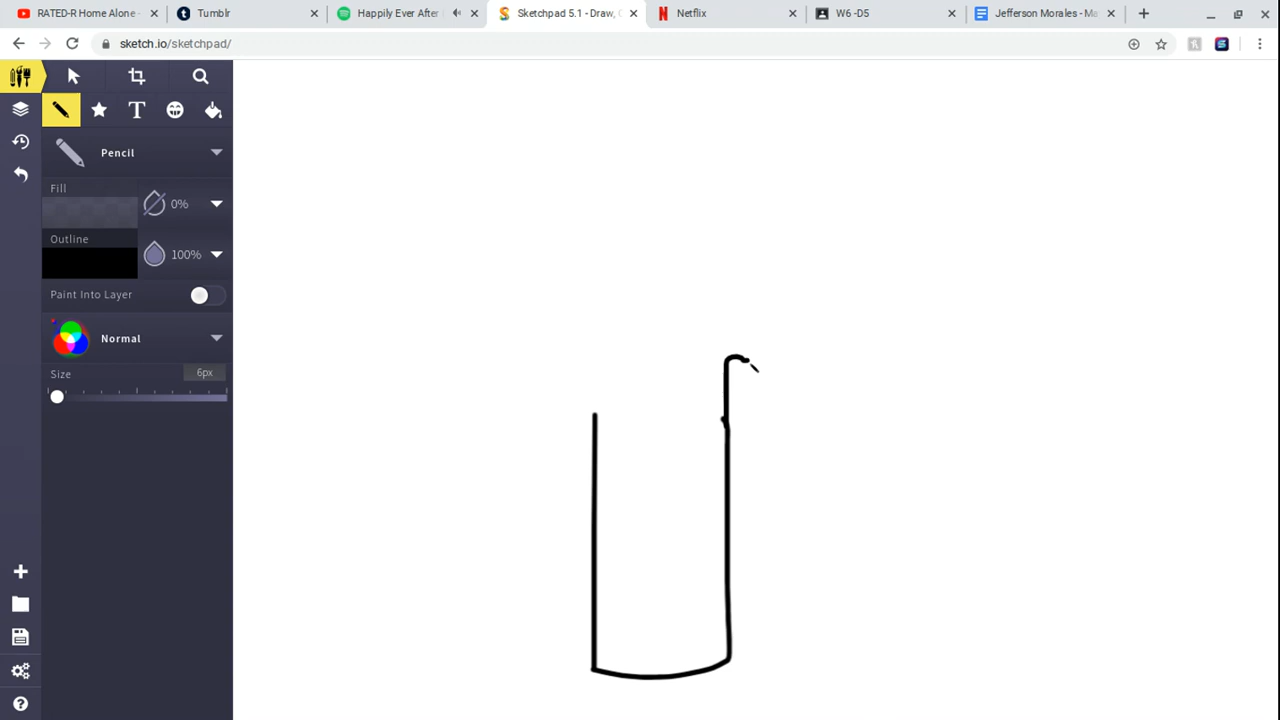 RATED-R Home Alone -
Tumblr
Happily Ever After
Sketchpad 5.1 - Draw, C
Netflix
W6 -D5
Jefferson Morales - Ma
sketch.io/sketchpad/
T
Pencil
Fill
0%
Outline
100%
Paint Into Layer
Normal
Size
6px